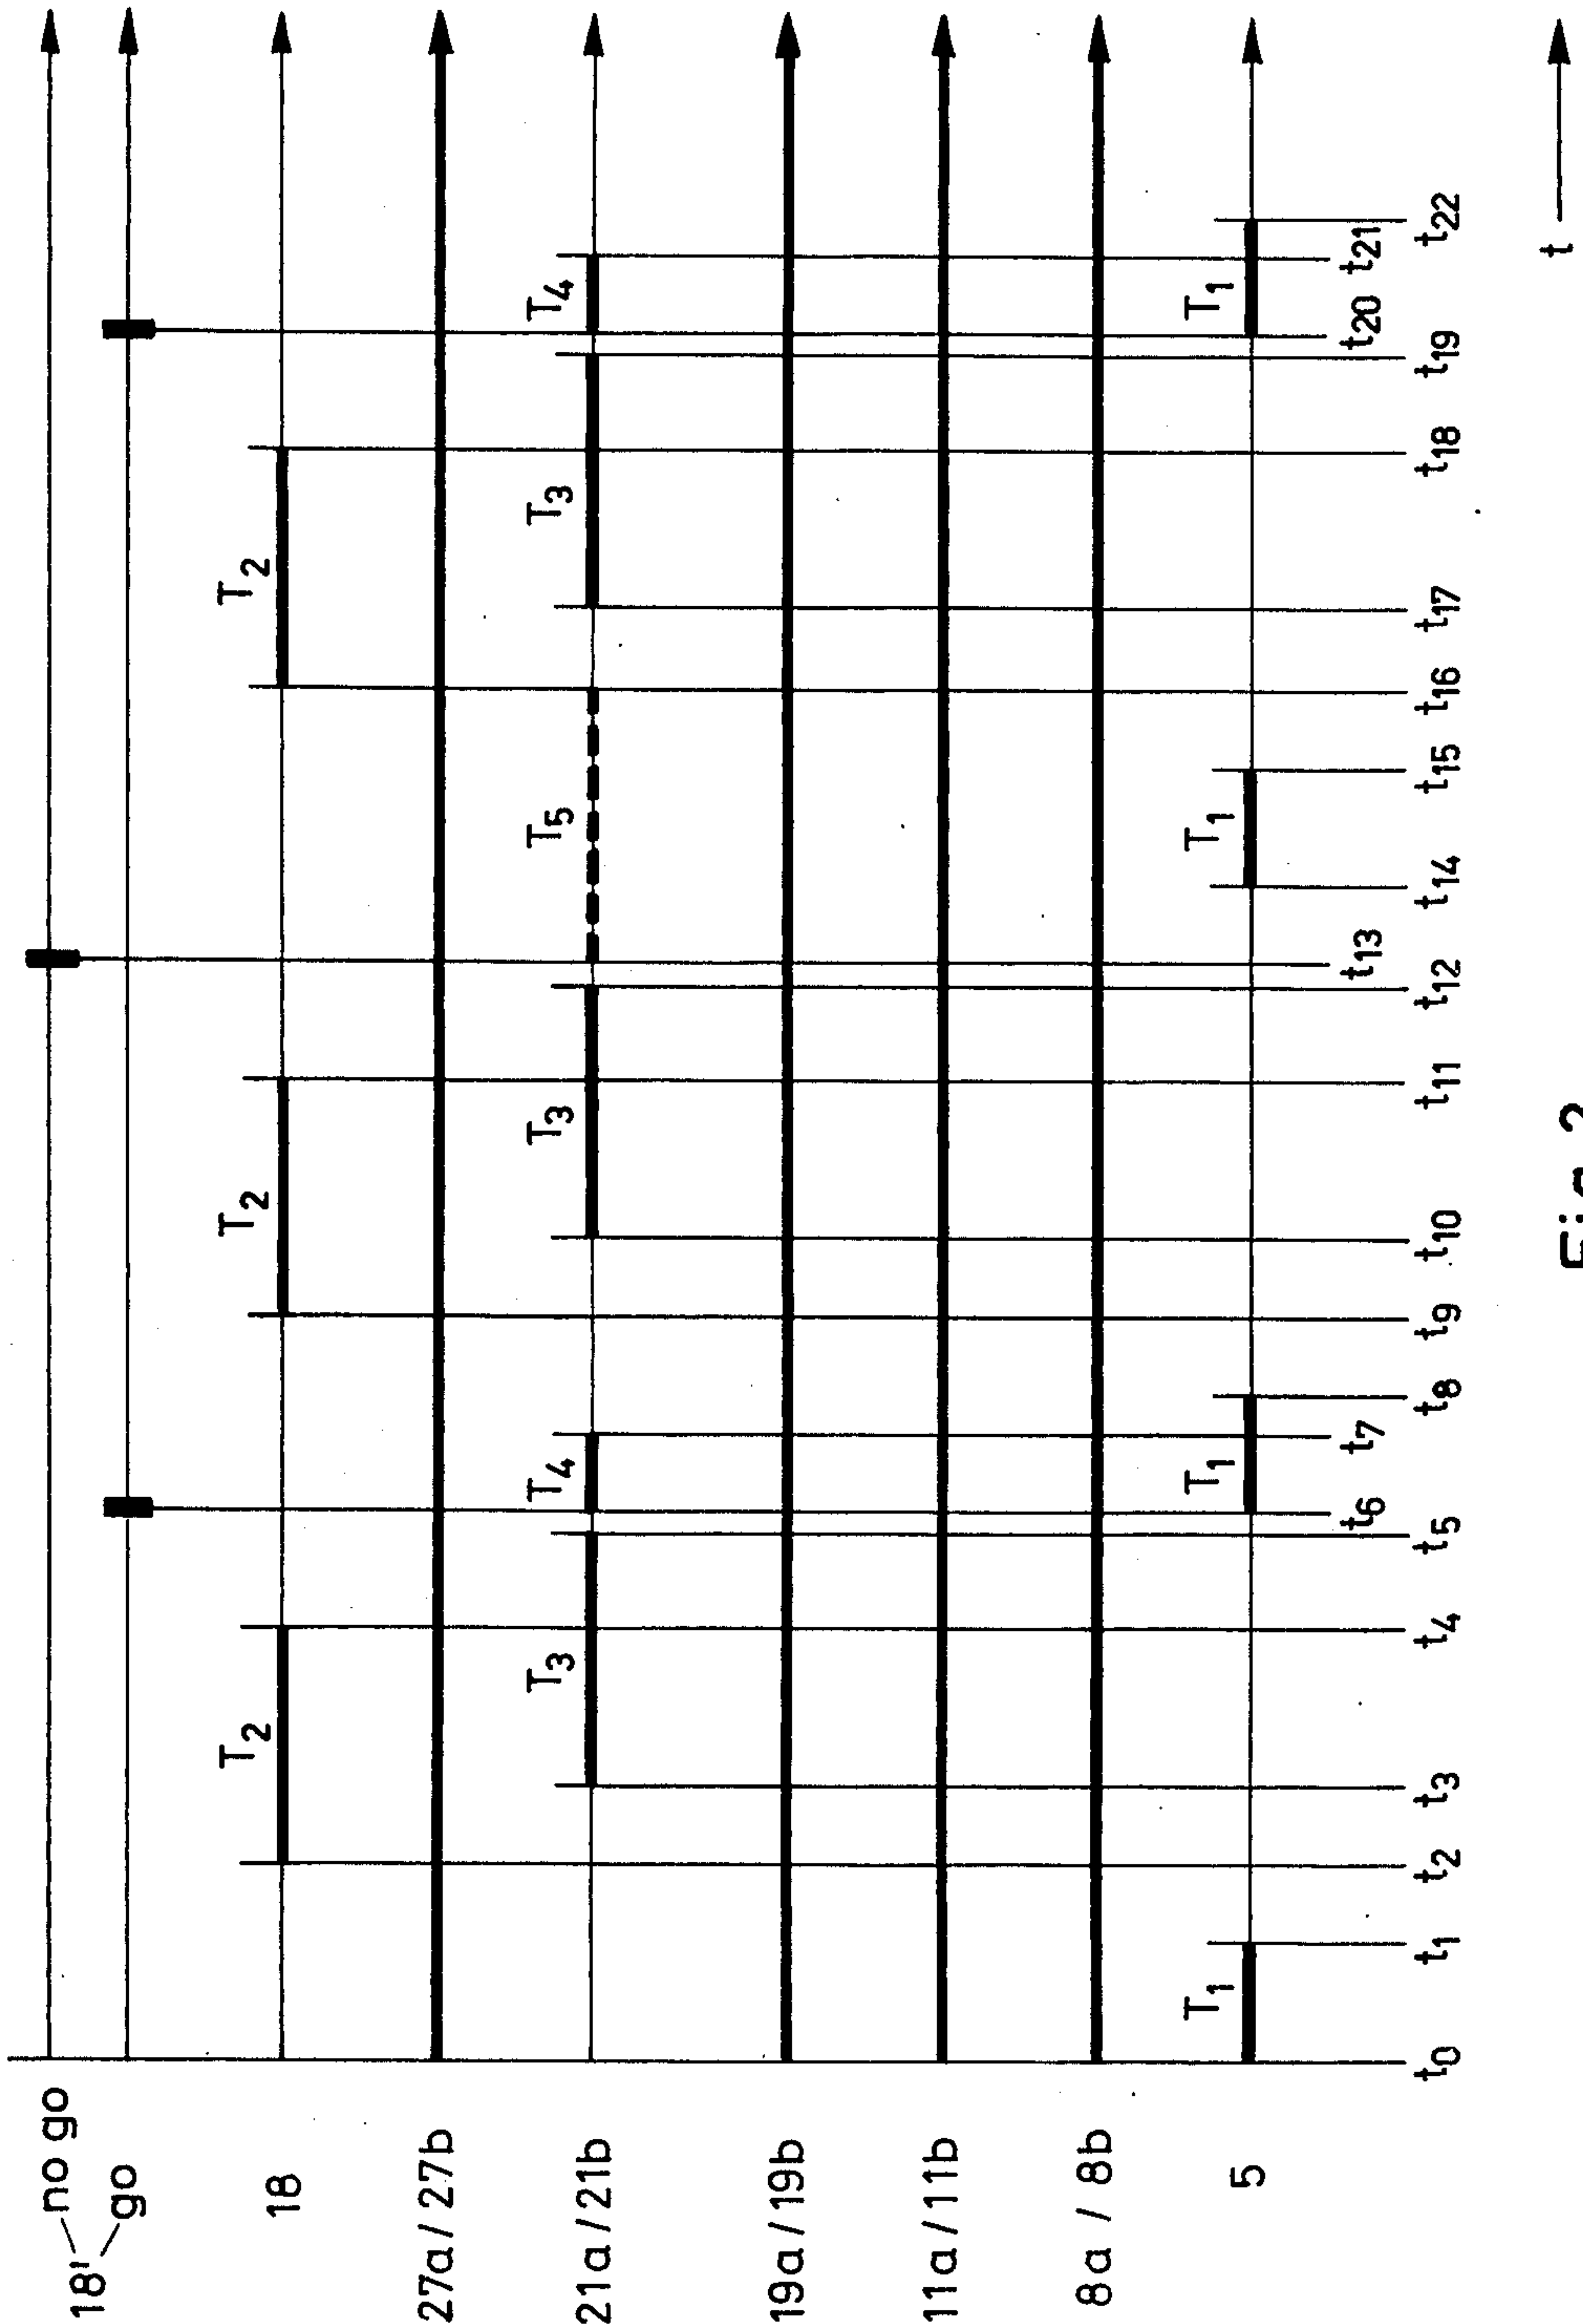 18' no go
go
18
T2 T2 T2
27a / 27b
21a / 21b
T3 T4 T3 T5 T3 T4
19a / 19b
11a / 11b
8a / 8b
5
T1 T1 T1 T1
t6 t7 t13 t20 t21
t0 t1 t2 t3 t4 t5 t8 t9 t10 t11 t12 t14 t15 t16 t17 t18 t19 t22
t